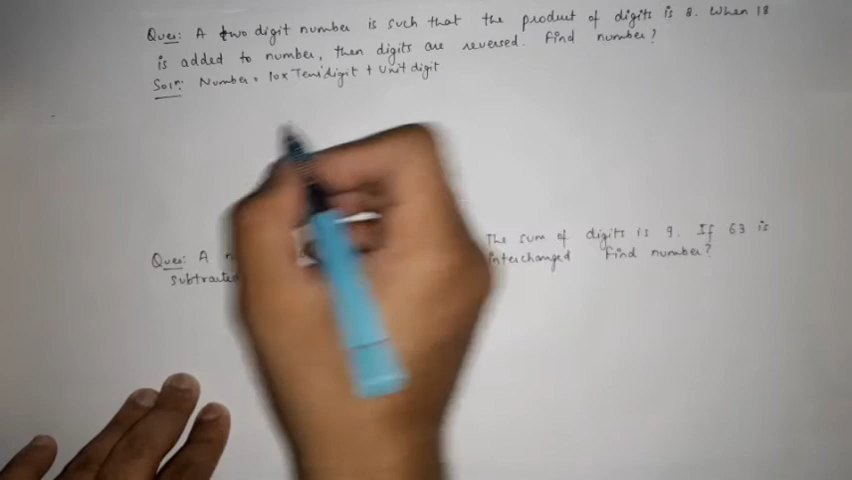 Ques: A two digit number is such that the product of digits is 8. When 18
is added to number, then digits are reversed. Find number?
Soln: Number = 10x Tens'digit + Unit digit
Ques: A The sum of digits is 9. If 63 is
subtracted interchanged Find number?